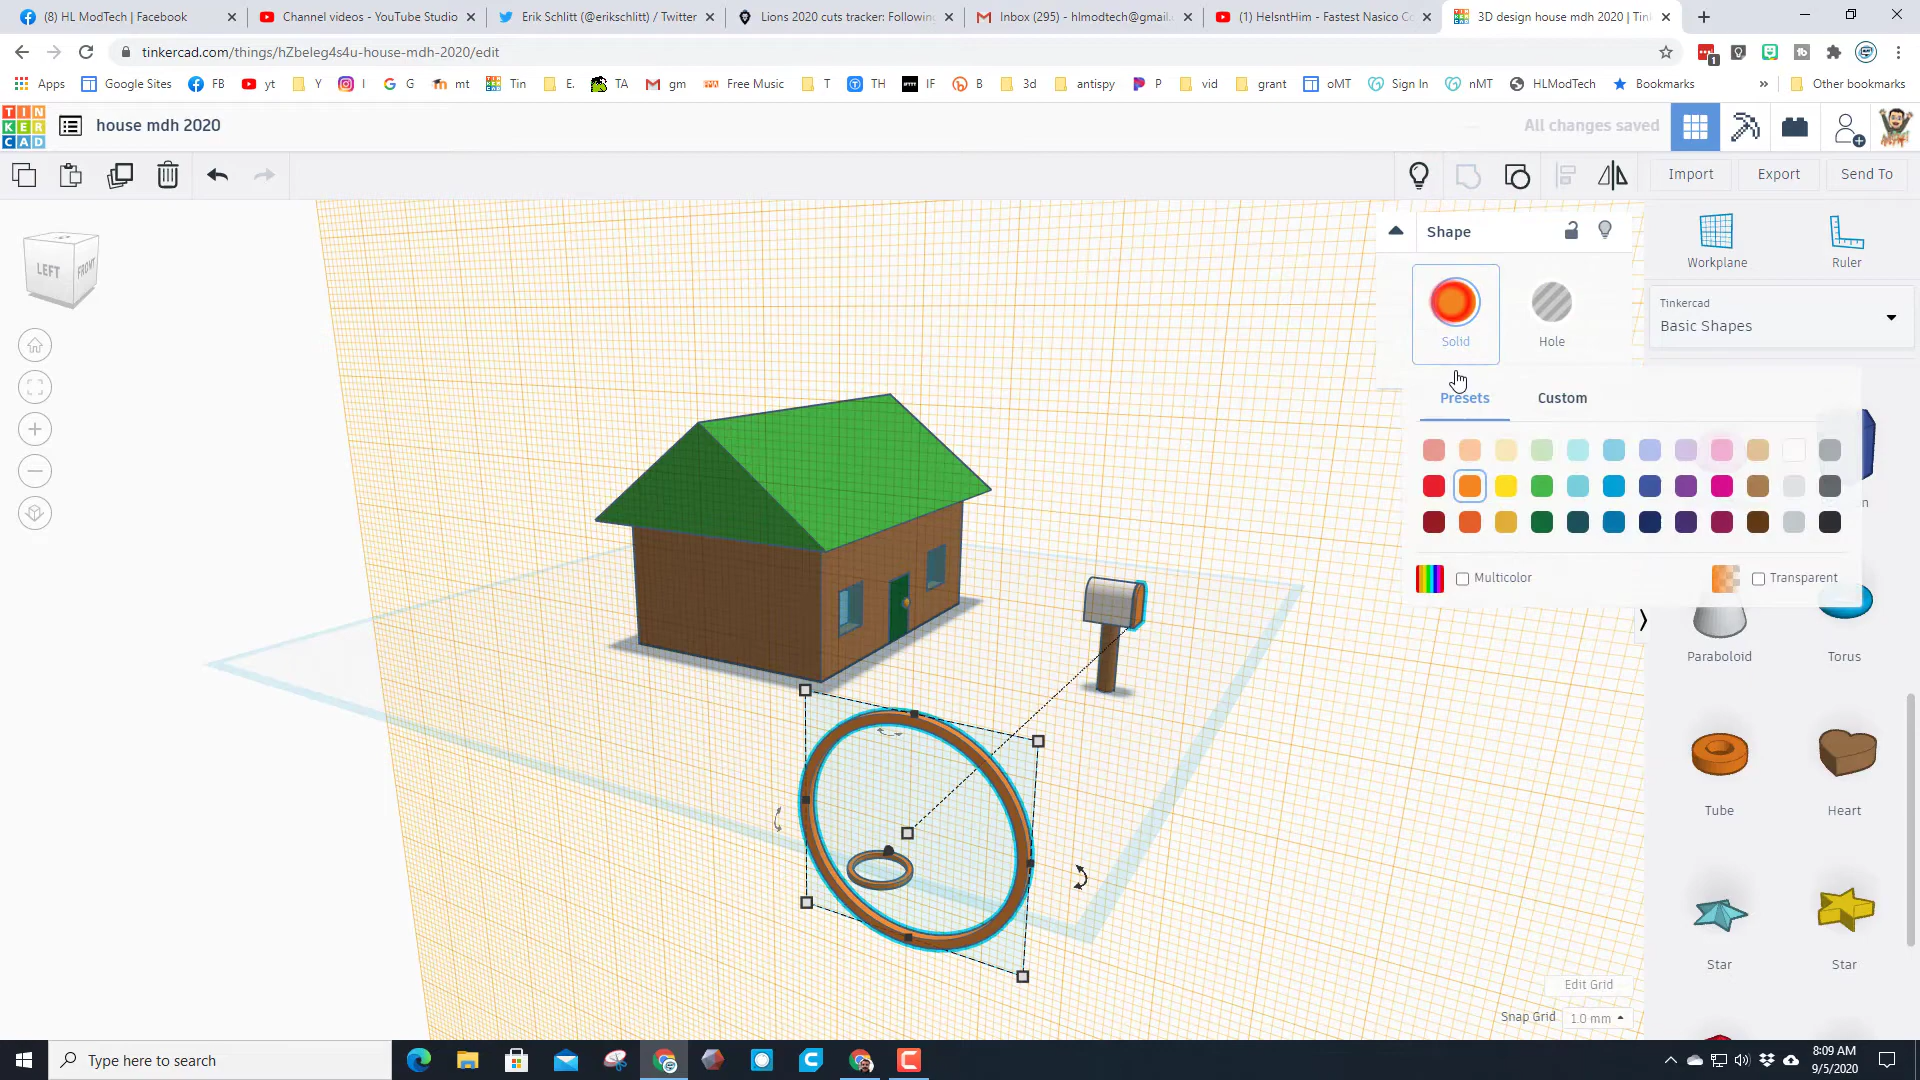 (8) HL ModTech | Facebook
Channel videos - YouTube Studio
Erik Schlitt (@erikschlitt) / Twitter
Lions 2020 cuts tracker: Following
Inbox (295) - hlmodtech@gmail.
(1) HelsntHim - Fastest Nasico Co
3D design house mdh 2020 | Tin
tinkercad.com/things/hZbeleg4s4u-house-mdh-2020/edit
1
Apps
Google Sites
FB
yt
Y
I
G
mt
Tin
E.
TA
gm
Free Music
T
TH
IF
B
3d
antispy
P
vid
grant
oMT
Sign In
nMT
HLModTech
Bookmarks
»
Other bookmarks
TIN
KER
CAD
house mdh 2020
All changes saved
Import
Export
Send To
LEFT
FRONT
Shape
Solid
Hole
Workplane
Ruler
Tinkercad
Basic Shapes
Presets
Custom
Multicolor
Transparent
n
Paraboloid
Torus
Tube
Heart
Star
Star
Edit Grid
Snap Grid
1.0 mm
Type here to search
8:09 AM
9/5/2020